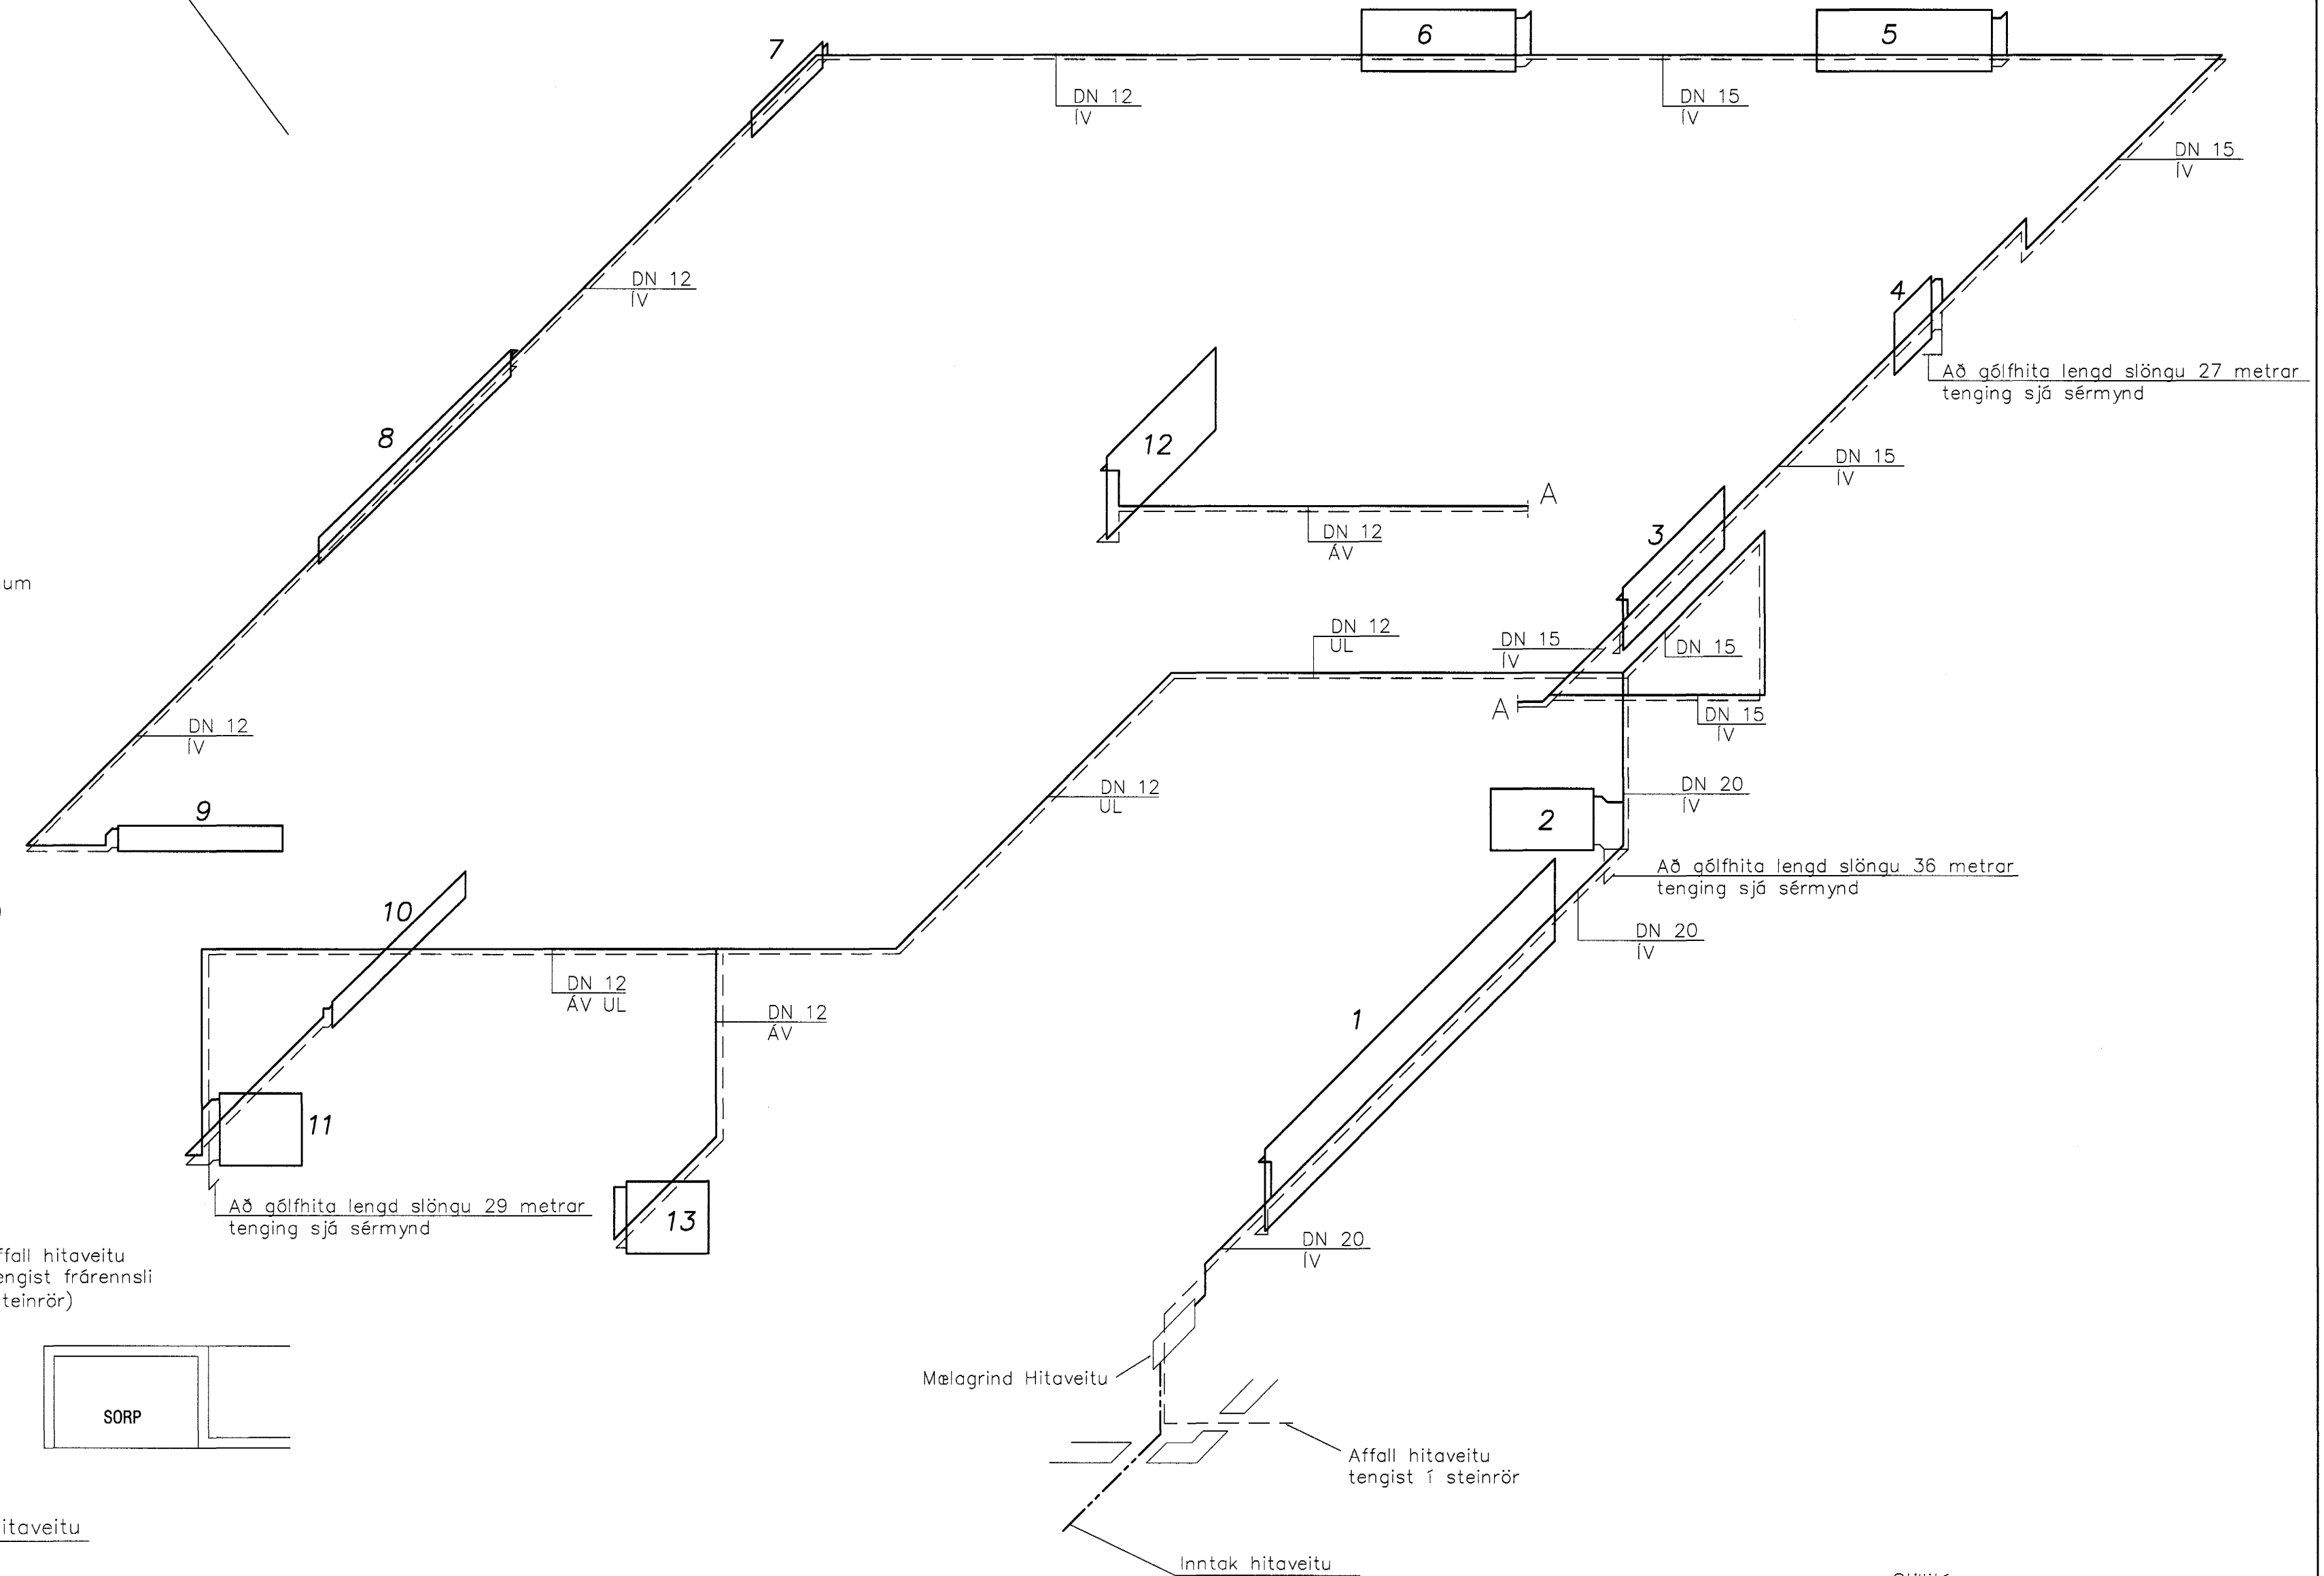 7
6
5
DN 12
ÍV
DN 15
ÍV
DN 15
ÍV
DN 12
ÍV
4
Að gólfhita lengd slöngu 27 metrar
tenging sjá sérmynd
8
12
DN 15
ÍV
A
DN 12
ÁV
3
um
DN 12
UL
DN 15
ÍV
DN 15
A
DN 15
ÍV
DN 12
ÍV
DN 12
UL
DN 20
ÍV
9
2
Að gólfhita lengd slöngu 36 metrar
tenging sjá sérmynd
10
DN 20
ÍV
DN 12
ÁV UL
DN 12
ÁV
1
11
Að gólfhita lengd slöngu 29 metrar
tenging sjá sérmynd
13
DN 20
ÍV
ffall hitaveitu
engist frárennsli
teinrör)
Mælagrind Hitaveitu
SORP
Affall hitaveitu
tengist í steinrör
itaveitu
Inntak hitaveitu